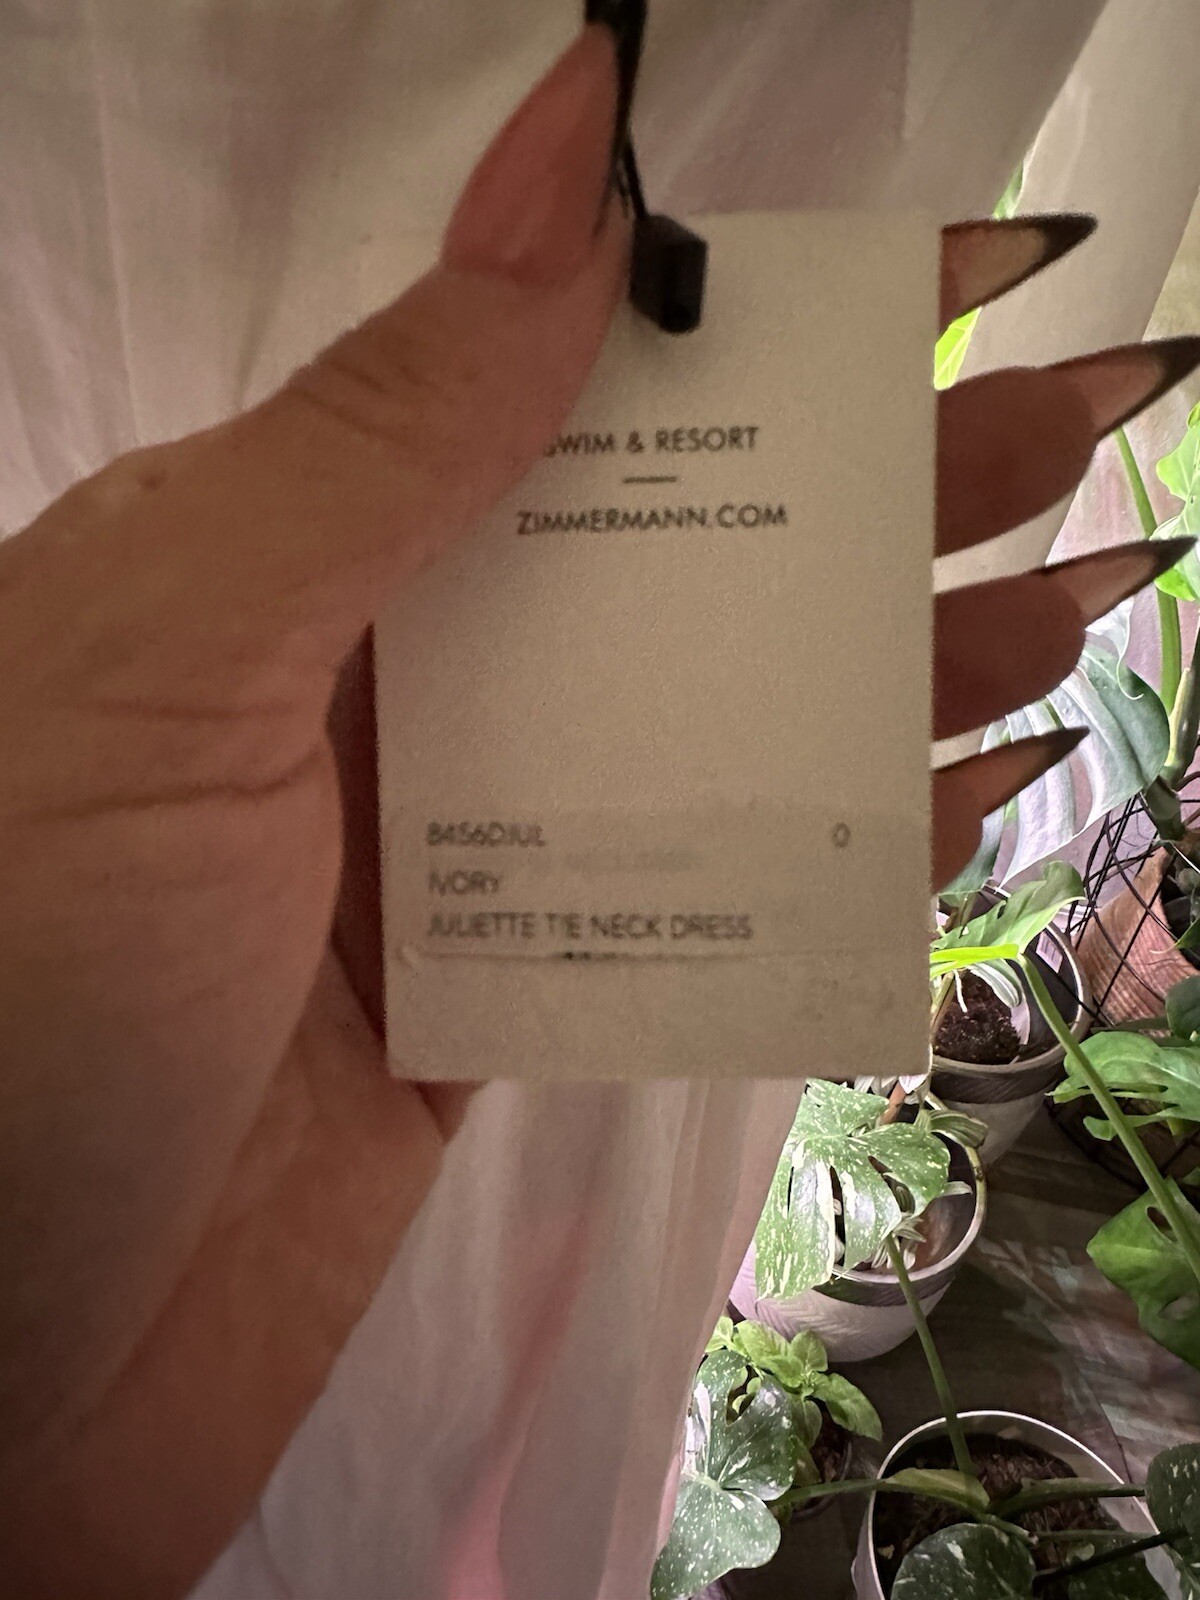 SWIM & RESORT
ZIMMERMANN.COM
8456DJUL 0
IVORY
JULIETTE TIE NECK DRESS